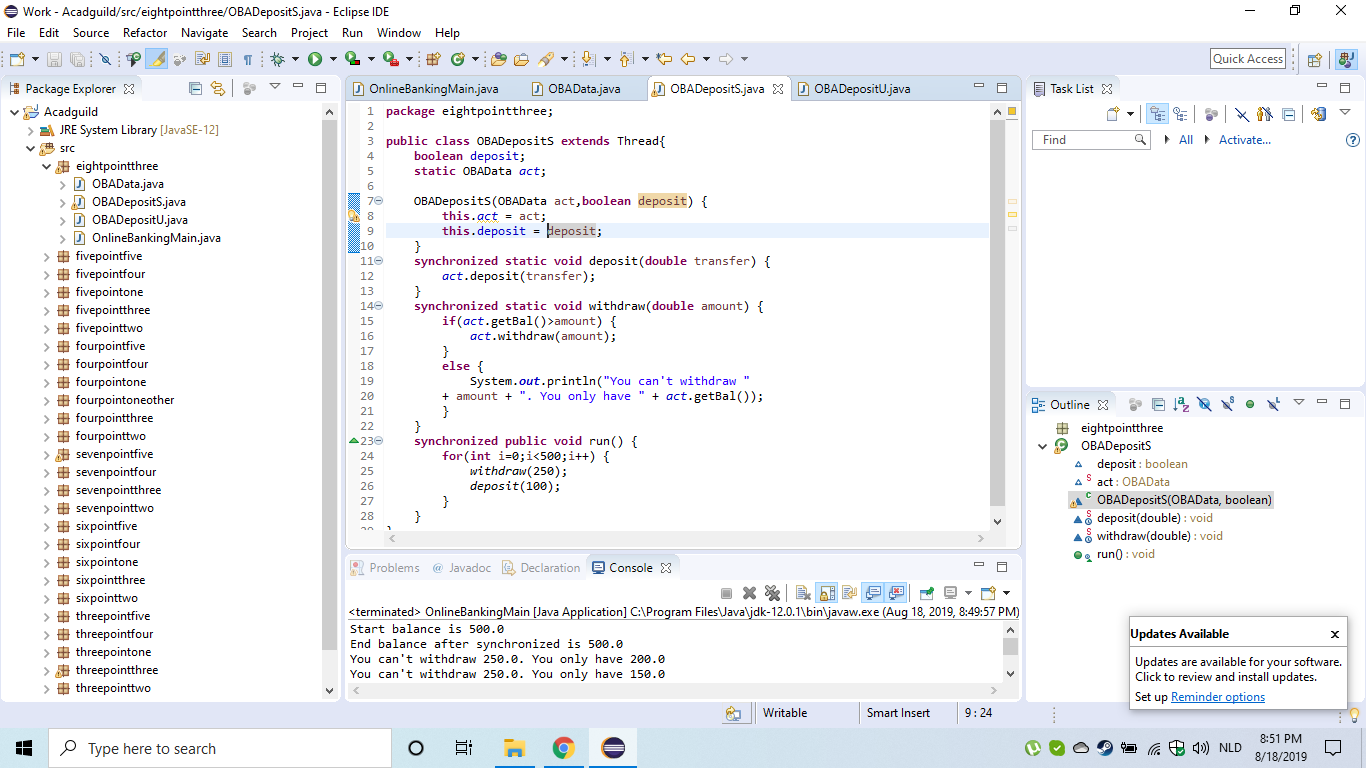 Work - Acadguild/src/eightpointthree/OBADepositS.java - Eclipse IDE
File Edit Source Refactor Navigate Search Project Run Window Help
Quick Access
Package Explorer
Acadguild
JRE System Library [JavaSE-12]
src
eightpointthree
OBAData.java
OBADepositS.java
OBADepositU.java
OnlineBankingMain.java
fivepointfive
fivepointfour
fivepointone
fivepointthree
fivepointtwo
fourpointfive
fourpointfour
fourpointone
fourpointoneother
fourpointthree
fourpointtwo
sevenpointfive
sevenpointfour
sevenpointthree
sevenpointtwo
sixpointfive
sixpointfour
sixpointone
sixpointthree
sixpointtwo
threepointfive
threepointfour
threepointone
threepointthree
threepointtwo
OnlineBankingMain.java OBAData.java OBADepositS.java OBADepositU.java
1 package eightpointthree;
2
3 public class OBADepositS extends Thread{
4 boolean deposit;
5 static OBAData act;
6
7 OBADepositS(OBAData act,boolean deposit) {
8 this.act = act;
9 this.deposit = deposit;
10 }
11 synchronized static void deposit(double transfer) {
12 act.deposit(transfer);
13 }
14 synchronized static void withdraw(double amount) {
15 if(act.getBal()>amount) {
16 act.withdraw(amount);
17 }
18 else {
19 System.out.println("You can't withdraw "
20 + amount + ". You only have " + act.getBal());
21 }
22 }
23 synchronized public void run() {
24 for(int i=0;i<500;i++) {
25 withdraw(250);
26 deposit(100);
27 }
28 }
Problems Javadoc Declaration Console
<terminated> OnlineBankingMain [Java Application] C:\Program Files\Java\jdk-12.0.1\bin\javaw.exe (Aug 18, 2019, 8:49:57 PM)
Start balance is 500.0
End balance after synchronized is 500.0
You can't withdraw 250.0. You only have 200.0
You can't withdraw 250.0. You only have 150.0
Task List
Find All Activate...
Outline
eightpointthree
OBADepositS
deposit : boolean
act : OBAData
OBADepositS(OBAData, boolean)
deposit(double) : void
withdraw(double) : void
run() : void
Updates Available
Updates are available for your software.
Click to review and install updates.
Set up Reminder options
Writable Smart Insert 9 : 24
Type here to search
NLD
8:51 PM
8/18/2019